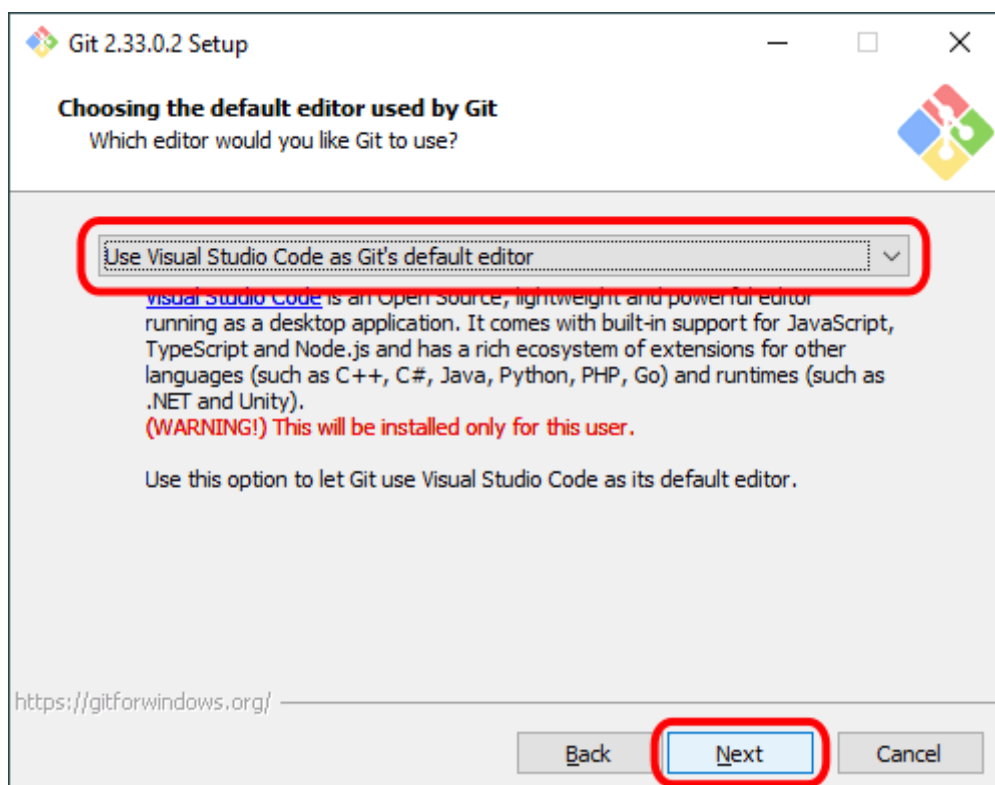 Git 2.33.0.2 Setup
Choosing the default editor used by Git
Which editor would you like Git to use?
Use Visual Studio Code as Git's default editor
Visual Studio Code is an Open Source, lightweight and powerful editor
running as a desktop application. It comes with built-in support for JavaScript,
TypeScript and Node.js and has a rich ecosystem of extensions for other
languages (such as C++, C#, Java, Python, PHP, Go) and runtimes (such as
.NET and Unity).
(WARNING!) This will be installed only for this user.
Use this option to let Git use Visual Studio Code as its default editor.
https://gitforwindows.org/
Back Next Cancel